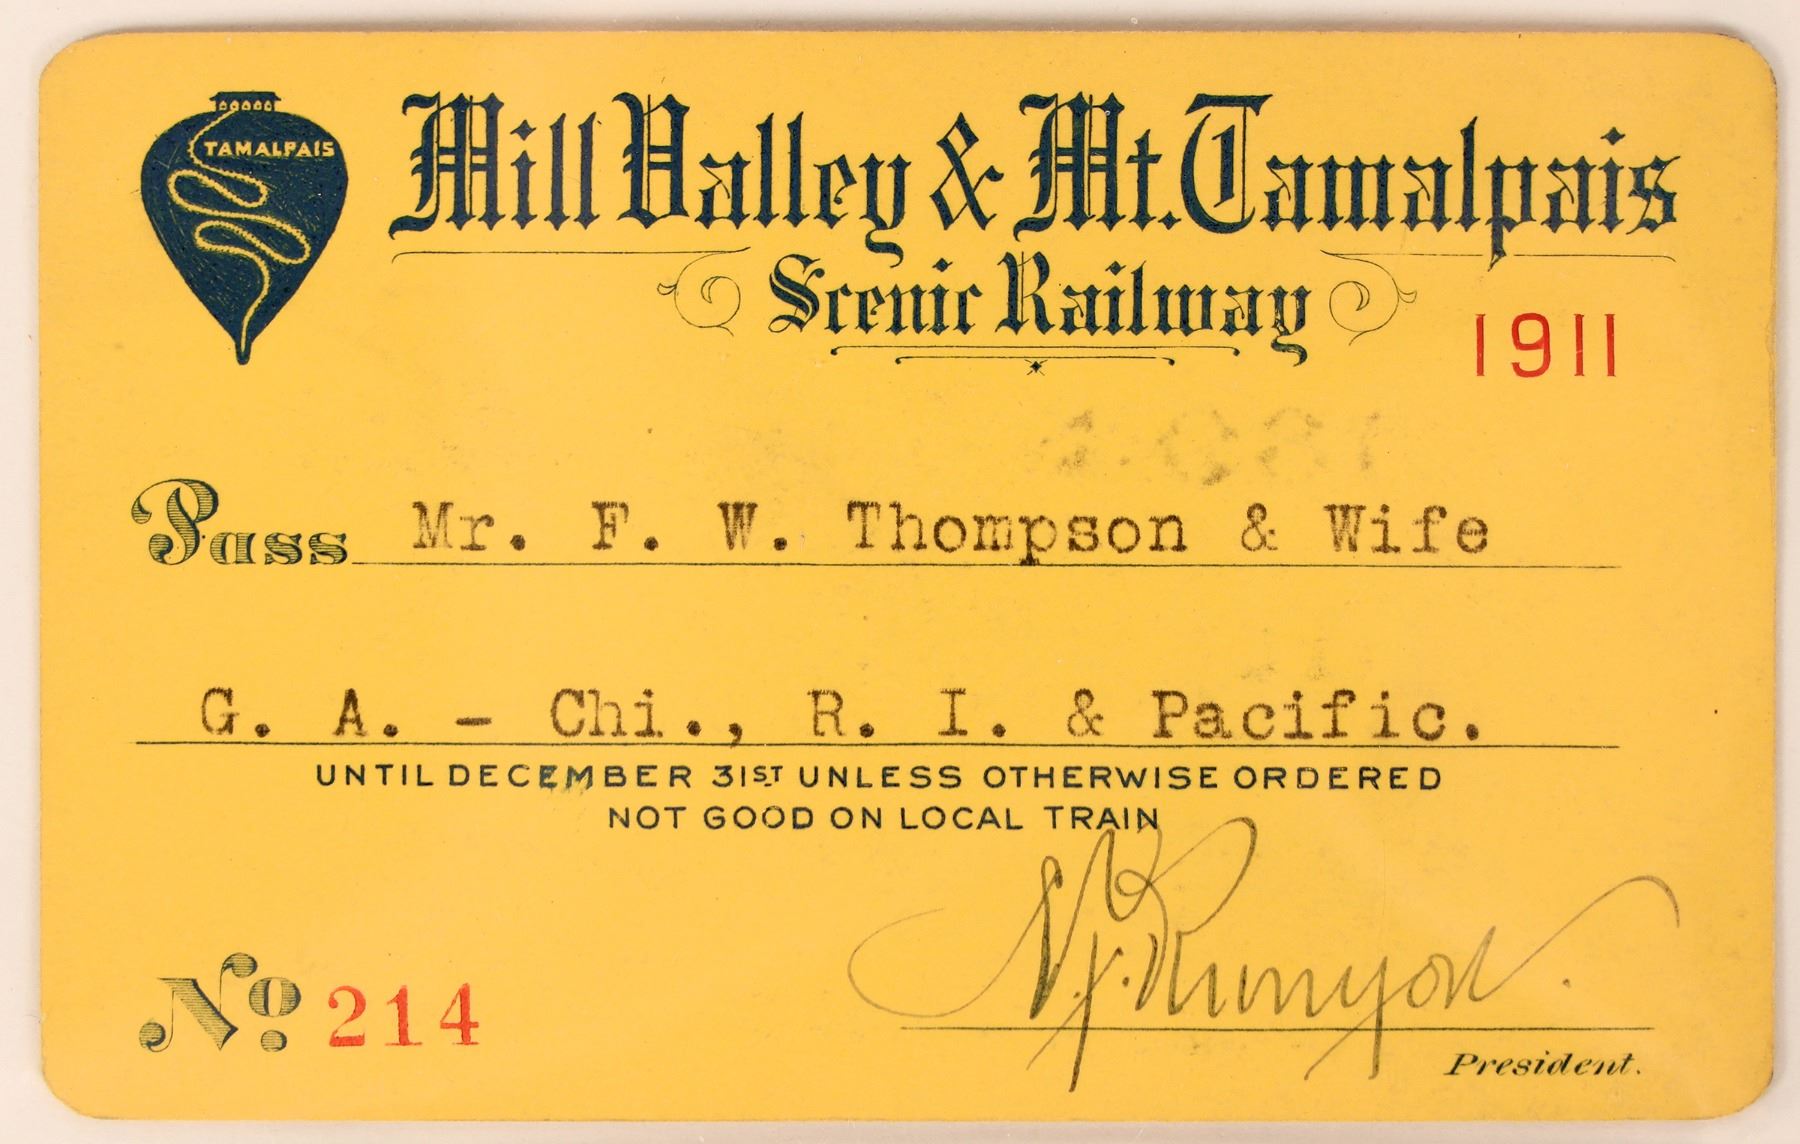 TAMALPAIS
Mill Valley & Mt. Tamalpais
Scenic Railway
1911
Pass Mr. F. W. Thompson & Wife
G. A. - Chi., R. I. & Pacific.
UNTIL DECEMBER 31ST UNLESS OTHERWISE ORDERED
NOT GOOD ON LOCAL TRAIN
Runyon
No 214
President.